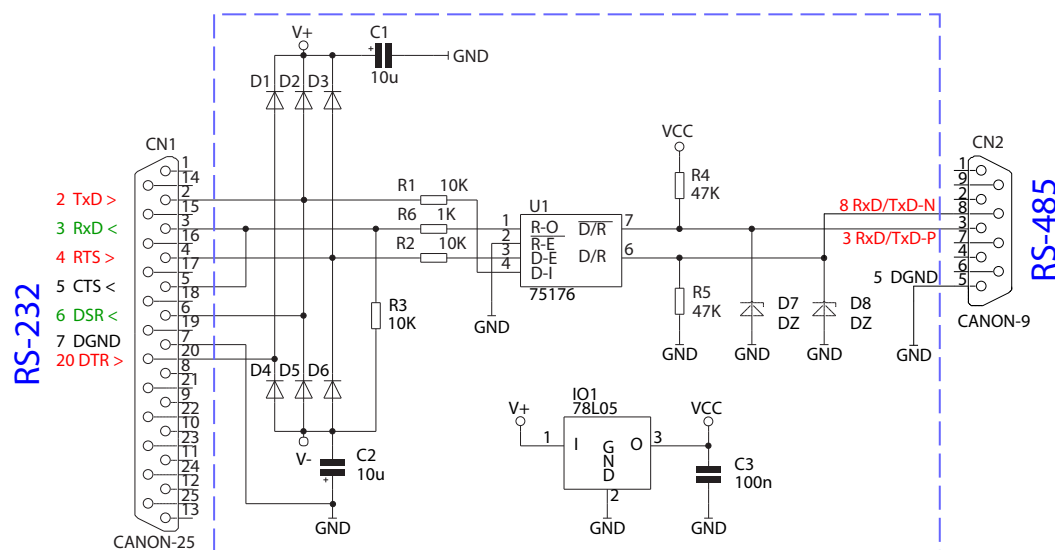 V+
C1
10u
GND
D1 D2 D3
CN1
1
14
2
15
3
16
4
17
5
18
6
19
7
20
8
21
9
22
10
23
11
24
12
25
13
CANON-25
RS-232
2 TxD >
3 RxD <
4 RTS >
5 CTS <
6 DSR <
7 DGND
20 DTR >
R1 10K
R6 1K
R2 10K
R3
10K
D4 D5 D6
V-
C2
10u
GND
U1
1 R-O D/R 7
2 R-E
3 D-E D/R 6
4 D-I
75176
GND
VCC
R4
47K
R5
47K
GND
D7
DZ
GND
D8
DZ
GND
8 RxD/TxD-N
3 RxD/TxD-P
5 DGND
GND
CN2
1
9
2
8
3
7
4
6
5
CANON-9
RS-485
IO1
78L05
V+
1 I GND O 3
2
GND
VCC
C3
100n
GND